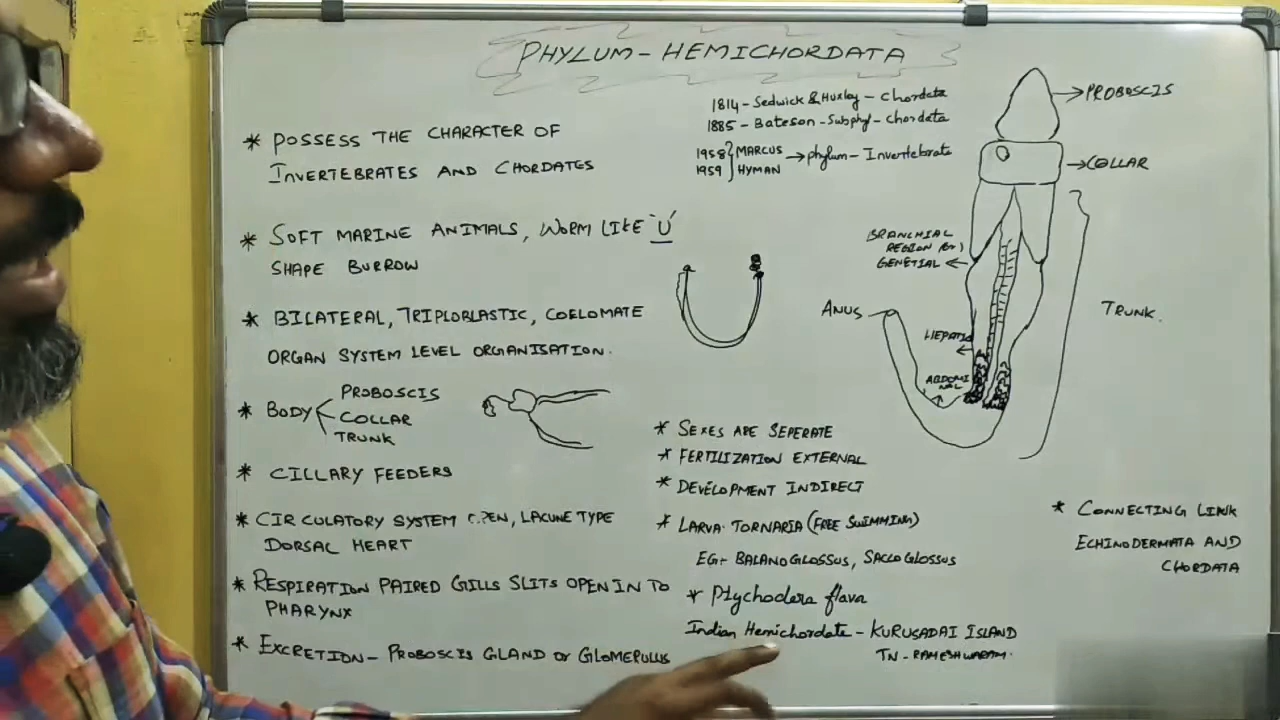 PHYLUM-HEMICHORDATA
1814-Sedwick & Huxley-Chordata
1885-Bateson-Subphyl-chordata
1958} MARCUS → phylum-Invertebrate
1959} HYMAN
* POSSESS THE CHARACTER OF
INVERTEBRATES AND CHORDATES
* SOFT MARINE ANIMALS, WORM LIKE 'U'
SHAPE BURROW
* BILATERAL, TRIPLOBLASTIC, COELOMATE
ORGAN SYSTEM LEVEL ORGANISATION.
* BODY
PROBOSCIS
COLLAR
TRUNK
* CILLARY FEEDERS
* CIRCULATORY SYSTEM OPEN, LACUNE TYPE
DORSAL HEART
* RESPIRATION PAIRED GILLS SLITS OPEN IN TO
PHARYNX
* EXCRETION-PROBOSCIS GLAND or GLOMERULUS
* SEXES ARE SEPERATE
* FERTILIZATION EXTERNAL
* DEVELOPMENT INDIRECT
* LARVA-TORNARIA (FREE SWIMMING)
EG:- BALANOGLOSSUS, SACCOGLOSSUS
* Ptychodera flava
Indian Hemichordate-KURUSADAI ISLAND
TN-RAMESHWARAM.
PROBOSCIS
COLLAR
BRANCHIAL
REGION (or)
GENETIAL
ANUS
HEPATIC
ABDOMI
NAL
TRUNK.
* CONNECTING LINK
ECHINODERMATA AND
CHORDATA